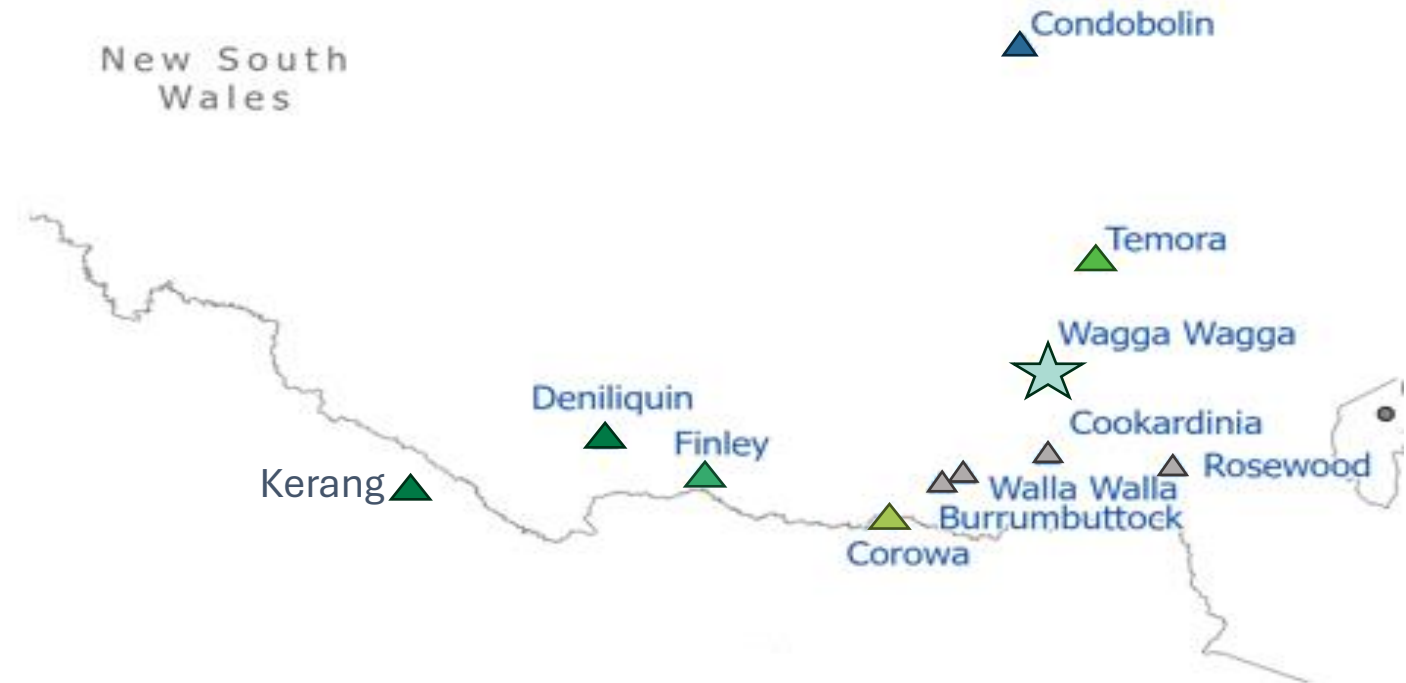 Condobolin
New South
Wales
Temora
Wagga Wagga
Deniliquin
Cookardinia
Finley
Rosewood
Kerang
Walla Walla
Burrumbuttock
Corowa